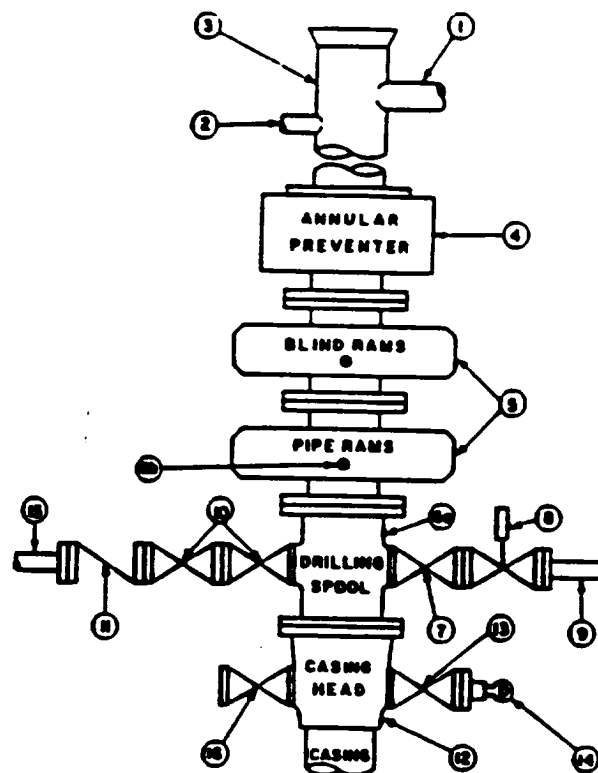 3
1
2
ANNULAR
PREVENTER
4
BLIND RAMS
5
PIPE RAMS
8
10
DRILLING
SPOOL
11
7
13
9
CASING
HEAD
12
14
CASING